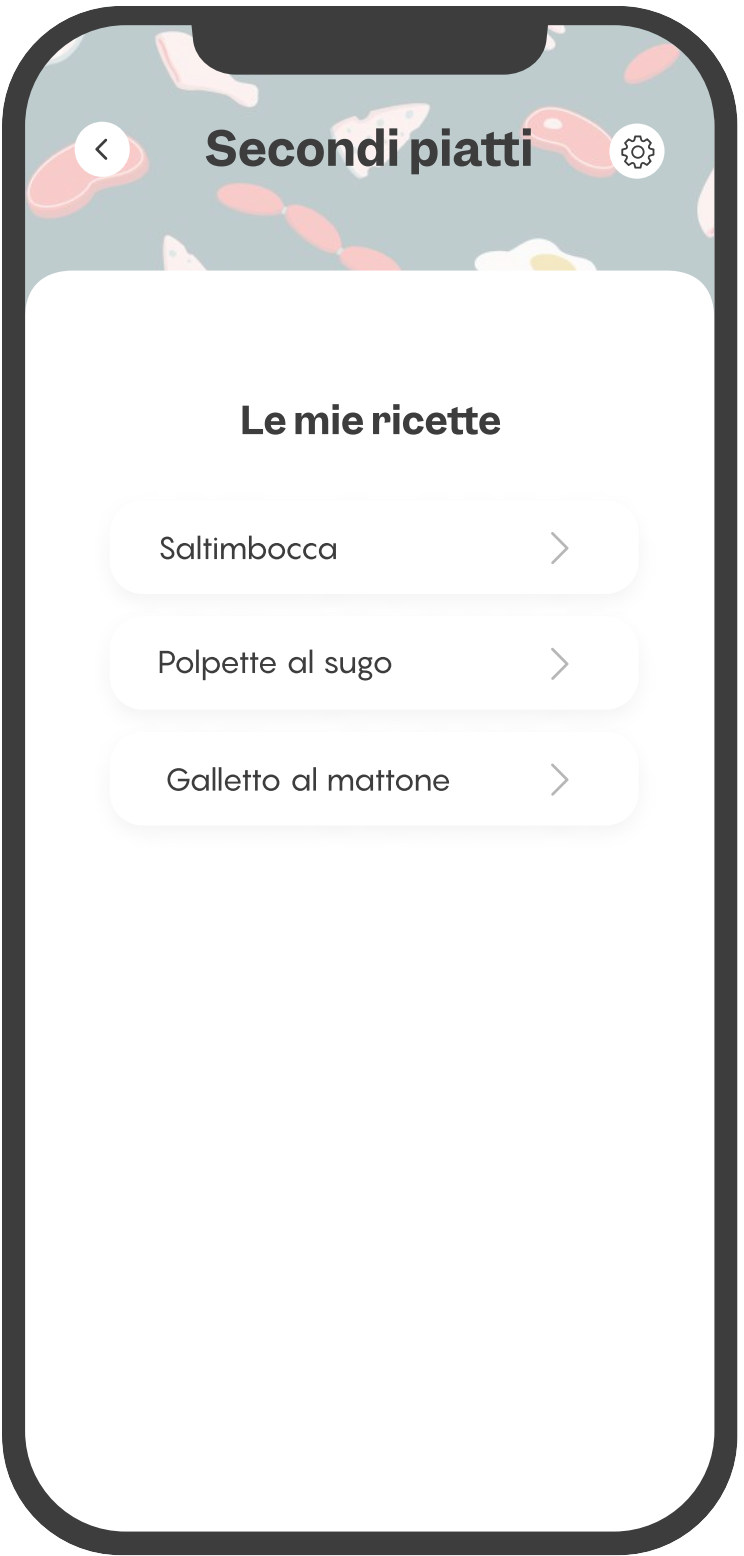 Secondi piatti
Le mie ricette
Saltimbocca
Polpette al sugo
Galletto al mattone